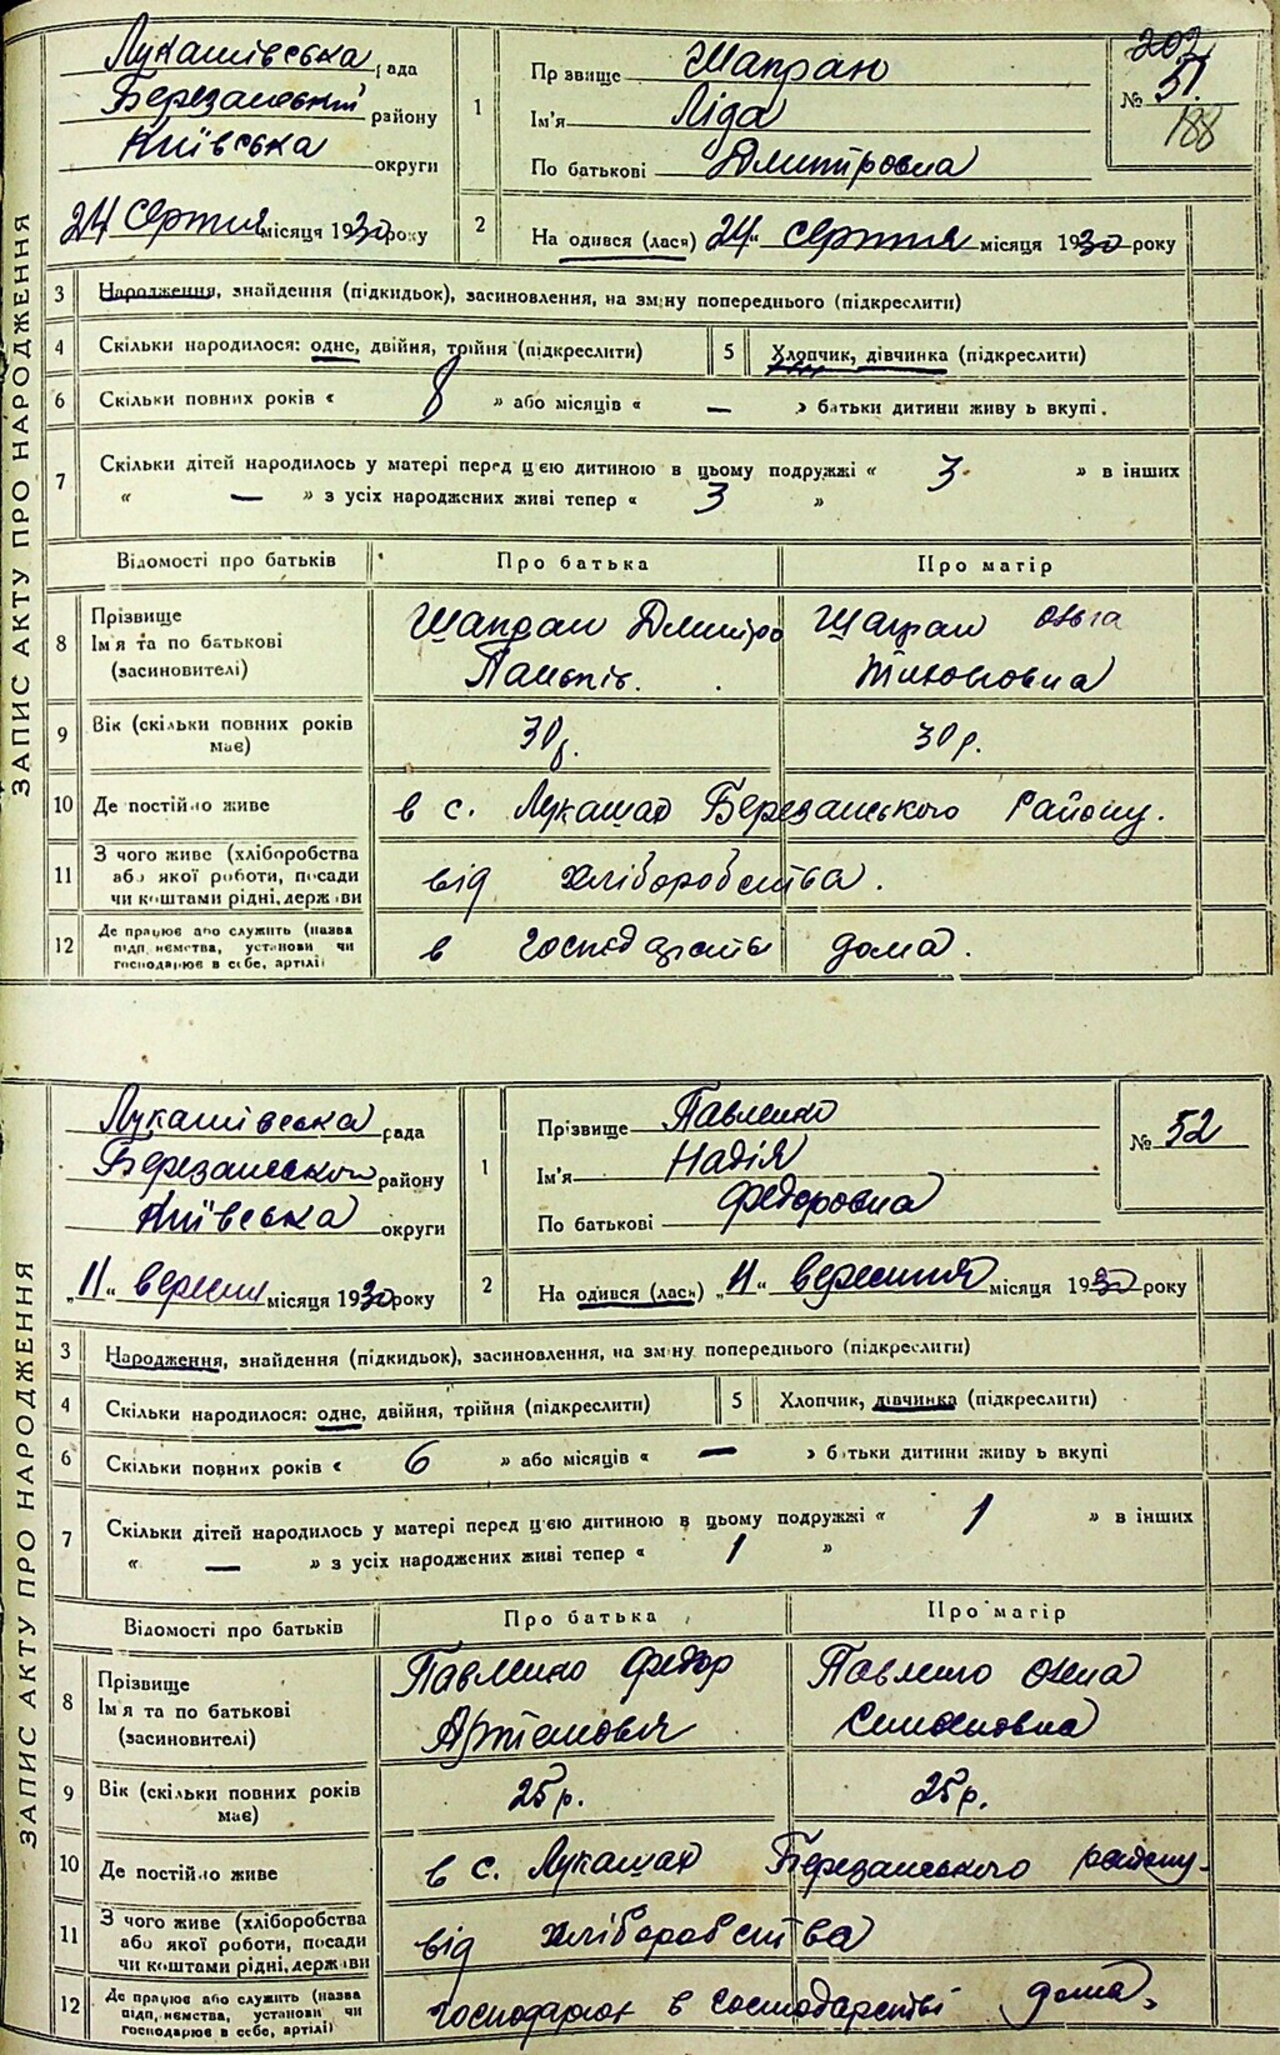 ЗАПИС АКТУ ПРО НАРОДЖЕННЯ
Лукашівська рада
Березанський району
Київська округи
24 серпня місяця 1930 року
1
Прізвище Шапран
Ім'я Ліда
По батькові Дмитровна
202
№ 51
188
2 На одився (лася) 24 серпня місяця 1930 року
3 Народження, знайдення (підкидьок), засиновлення, на зміну попереднього (підкреслити)
4 Скільки народилося: одне, двійня, трійня (підкреслити) 5 Хлопчик, дівчинка (підкреслити)
6 Скільки повних років « 8 » або місяців « — » батьки дитини живуть вкупі.
7 Скільки дітей народилось у матері перед цією дитиною в цьому подружжі « 3 » в інших
« — » з усіх народжених живі тепер « 3 »
Відомості про батьків Про батька Про матір
8 Прізвище
Ім'я та по батькові
(засиновителі)
Шапран Дмитро
Шапран Ольга
9 Вік (скільки повних років має) 30 р. 30 р.
10 Де постійно живе в с. Лукашах Березанського Району.
11 З чого живе (хліборобства або якої роботи, посади чи коштами рідні, держави від хліборобства.
12 Де працює або служить (назва підп иємства, установи чи господарює в себе, артілі) в дома.
ЗАПИС АКТУ ПРО НАРОДЖЕННЯ
Лукашівська рада
Березанського району
Київська округи
„11“ вересня місяця 1930 року
1
Прізвище Павленко
Ім'я Надія
По батькові Федоровна
№ 52
2 На одився (лася) „11“ вересния місяця 1930 року
3 Народження, знайдення (підкидьок), засиновлення, на зміну попереднього (підкреслити)
4 Скільки народилося: одне, двійня, трійня (підкреслити) 5 Хлопчик, дівчинка (підкреслити)
6 Скільки повних років « 6 » або місяців « — » батьки дитини живуть вкупі
7 Скільки дітей народилось у матері перед цією дитиною в цьому подружжі « 1 » в інших
« — » з усіх народжених живі тепер « 1 »
Відомості про батьків Про батька Про матір
8 Прізвище
Ім'я та по батькові
(засиновителі)
Павленко Федор
Артемович
Павленко Олена
Семеновна
9 Вік (скільки повних років має) 25 р. 25 р.
10 Де постійно живе в с. Лукашах Березанського району.
11 З чого живе (хліборобства або якої роботи, посади чи коштами рідні, держави від хліборобства
12 Де працює або служить (назва підп иємства, установи чи господарює в себе, артілі) в господарстві дома.